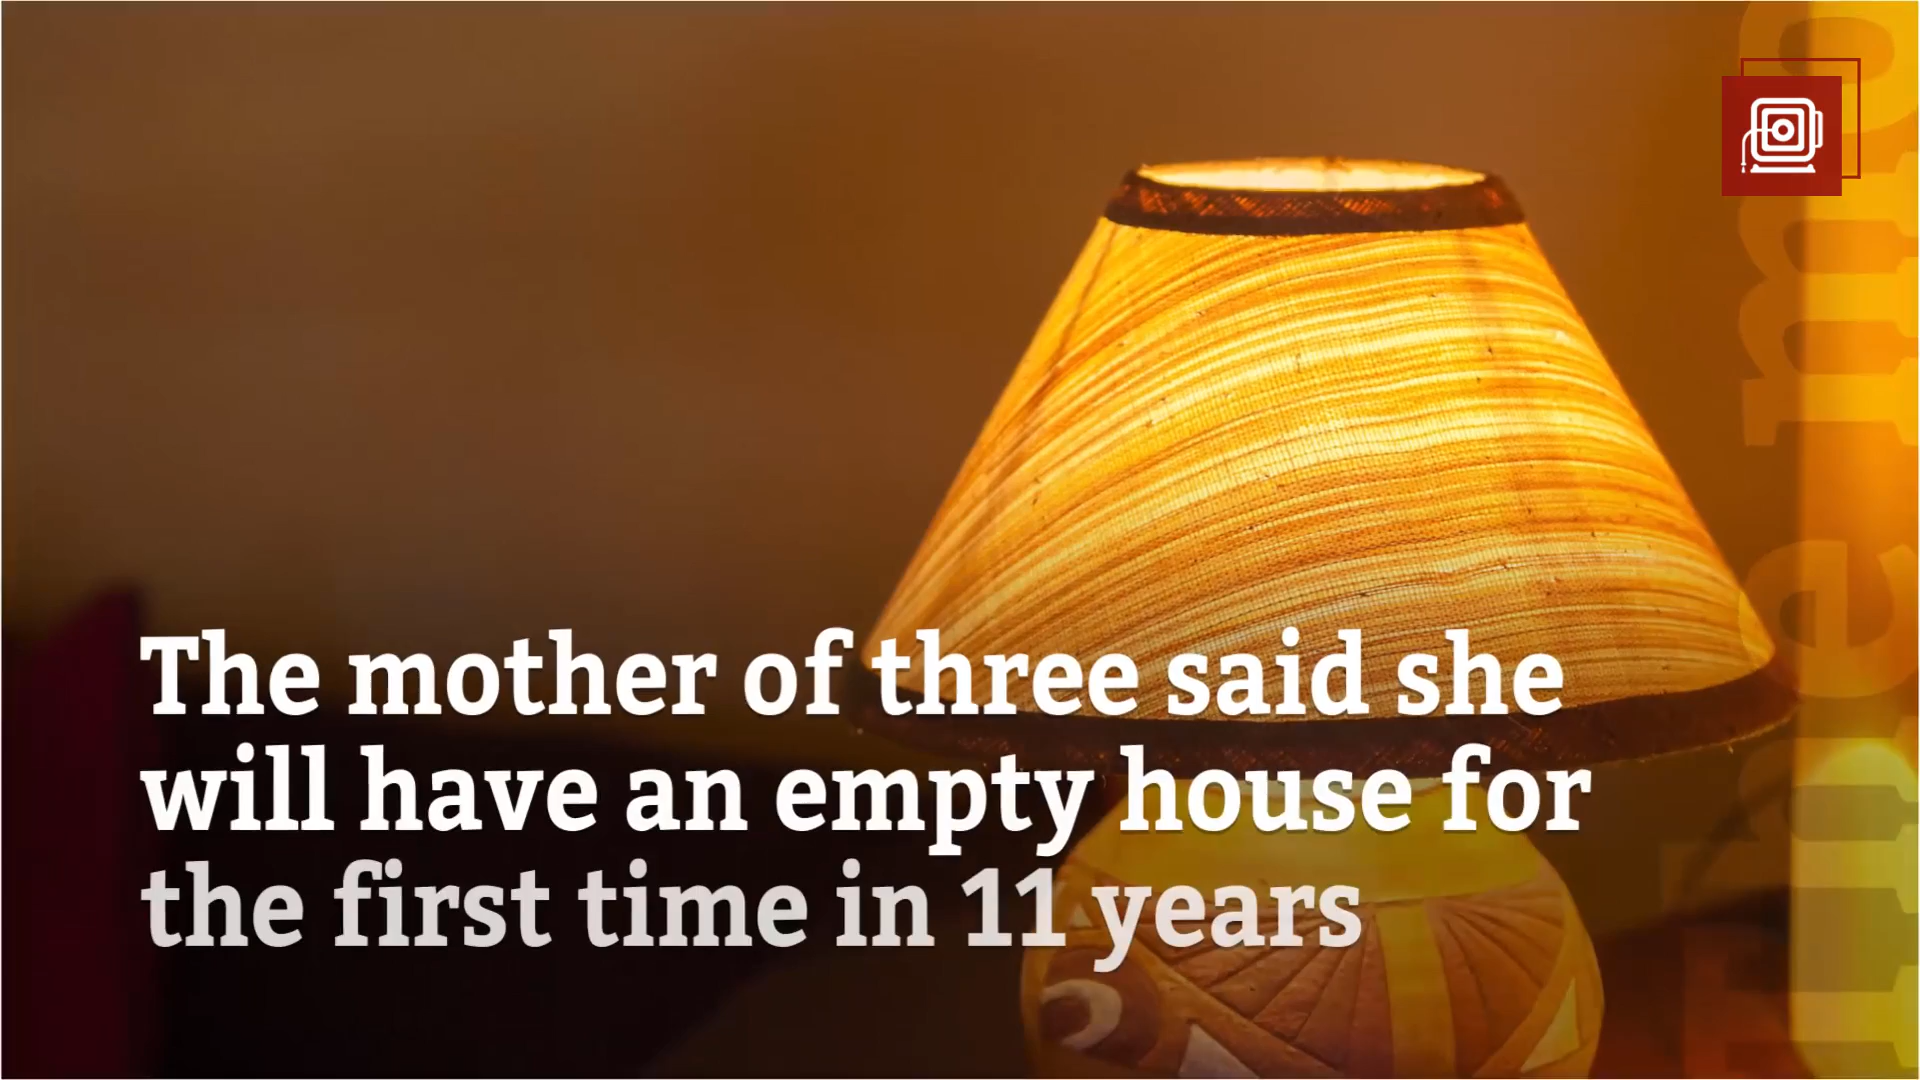 The mother of three said she
will have an empty house for
the first time in 11 years